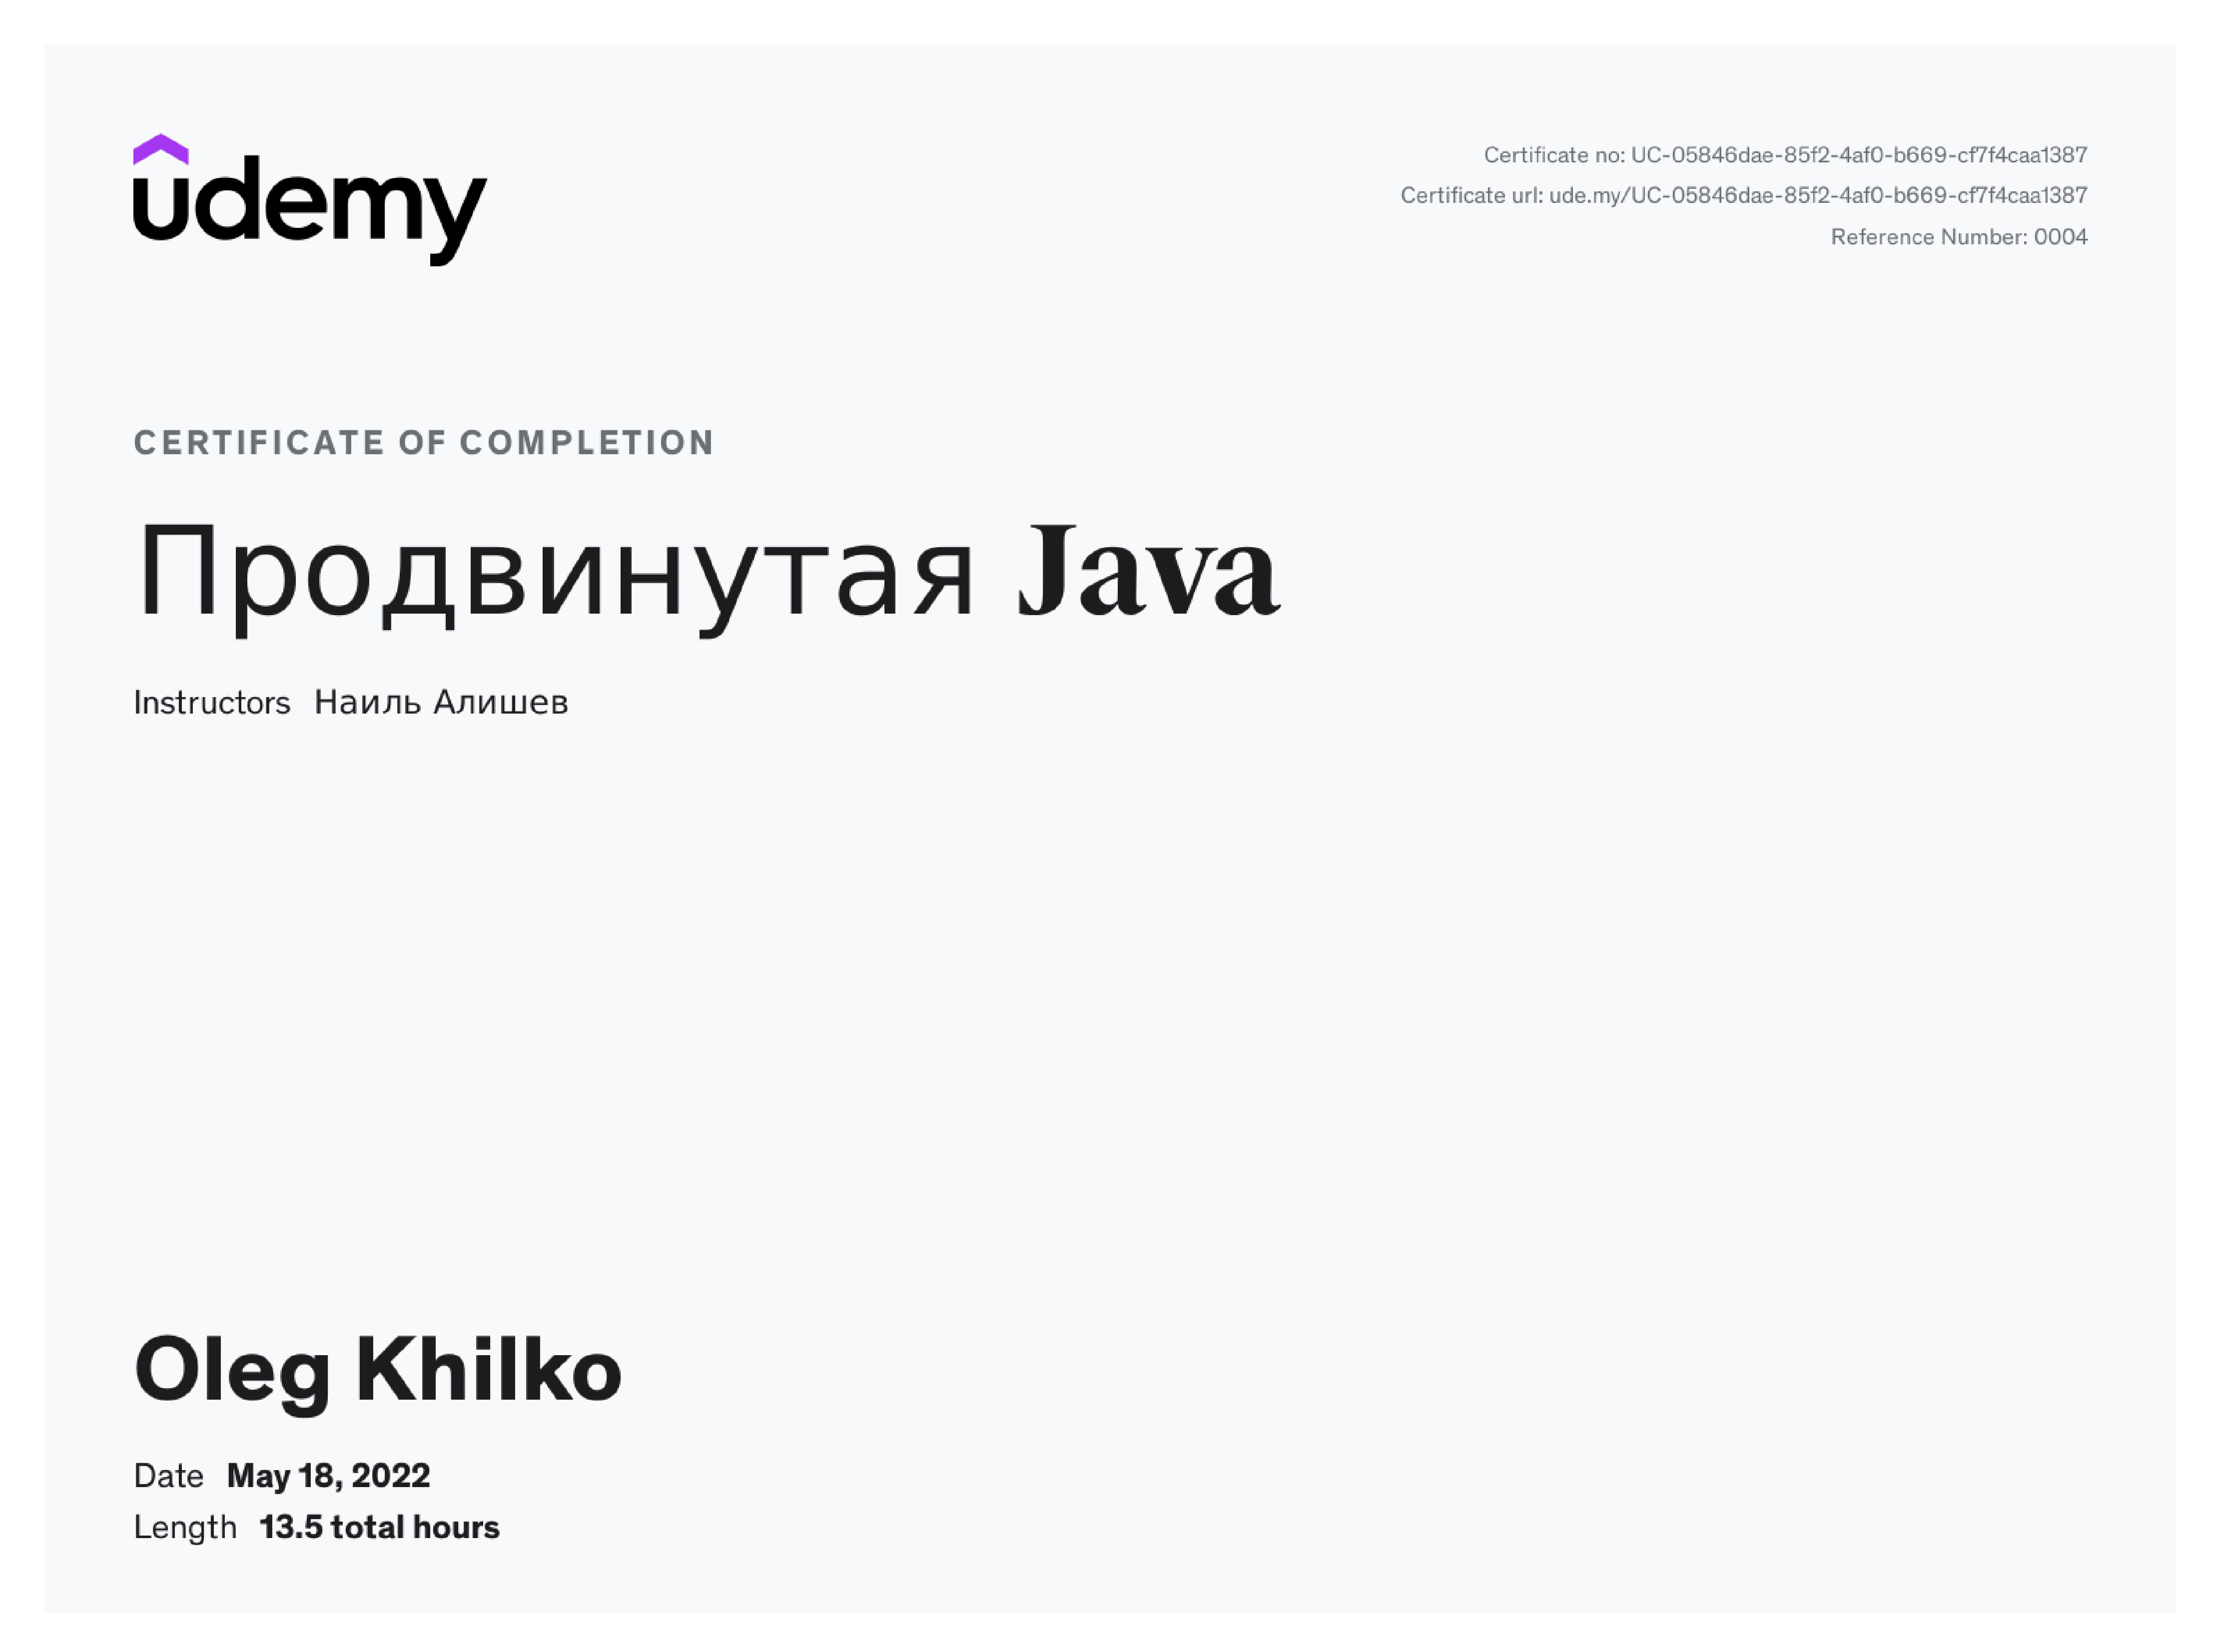 udemy
Certificate no: UC-05846dae-85f2-4af0-b669-cf7f4caa1387
Certificate url: ude.my/UC-05846dae-85f2-4af0-b669-cf7f4caa1387
Reference Number: 0004
CERTIFICATE OF COMPLETION
Продвинутая Java
Instructors Наиль Алишев
Oleg Khilko
Date May 18, 2022
Length 13.5 total hours